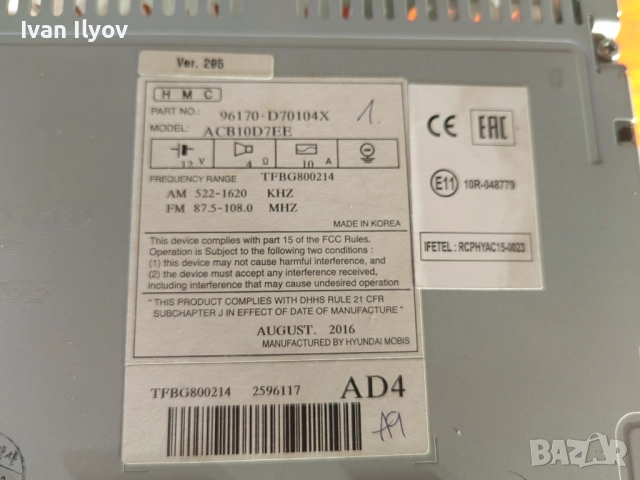 Ivan Ilyov
Ver. 295
HMC
PART NO.: 96170-D70104X
1.
MODEL: ACB10D7EE
12 V
4 Ω
10 A
FREQUENCY RANGE TFBG800214
AM 522-1620 KHZ
FM 87.5-108.0 MHZ
MADE IN KOREA
This device complies with part 15 of the FCC Rules.
Operation is Subject to the following two conditions :
(1) this device may not cause harmful interference, and
(2) the device must accept any interference received,
including interference that may cause undesired operation
"THIS PRODUCT COMPLIES WITH DHHS RULE 21 CFR
SUBCHAPTER J IN EFFECT OF DATE OF MANUFACTURE"
AUGUST. 2016
MANUFACTURED BY HYUNDAI MOBIS
TFBG800214 2596117 AD4
A9
CE EAC
E11 10R-048779
IFETEL : RCPHYAC15-0023
BAZAR